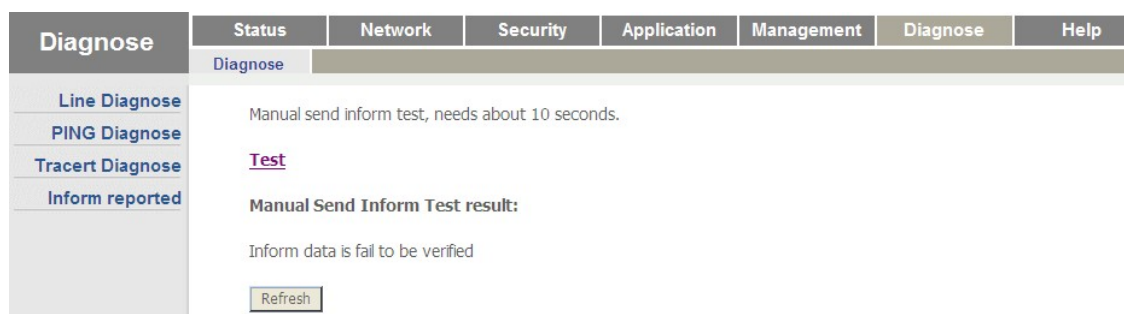 Diagnose
Status Network Security Application Management Diagnose Help
Diagnose
Line Diagnose
PING Diagnose
Tracert Diagnose
Inform reported
Manual send inform test, needs about 10 seconds.
Test
Manual Send Inform Test result:
Inform data is fail to be verified
Refresh